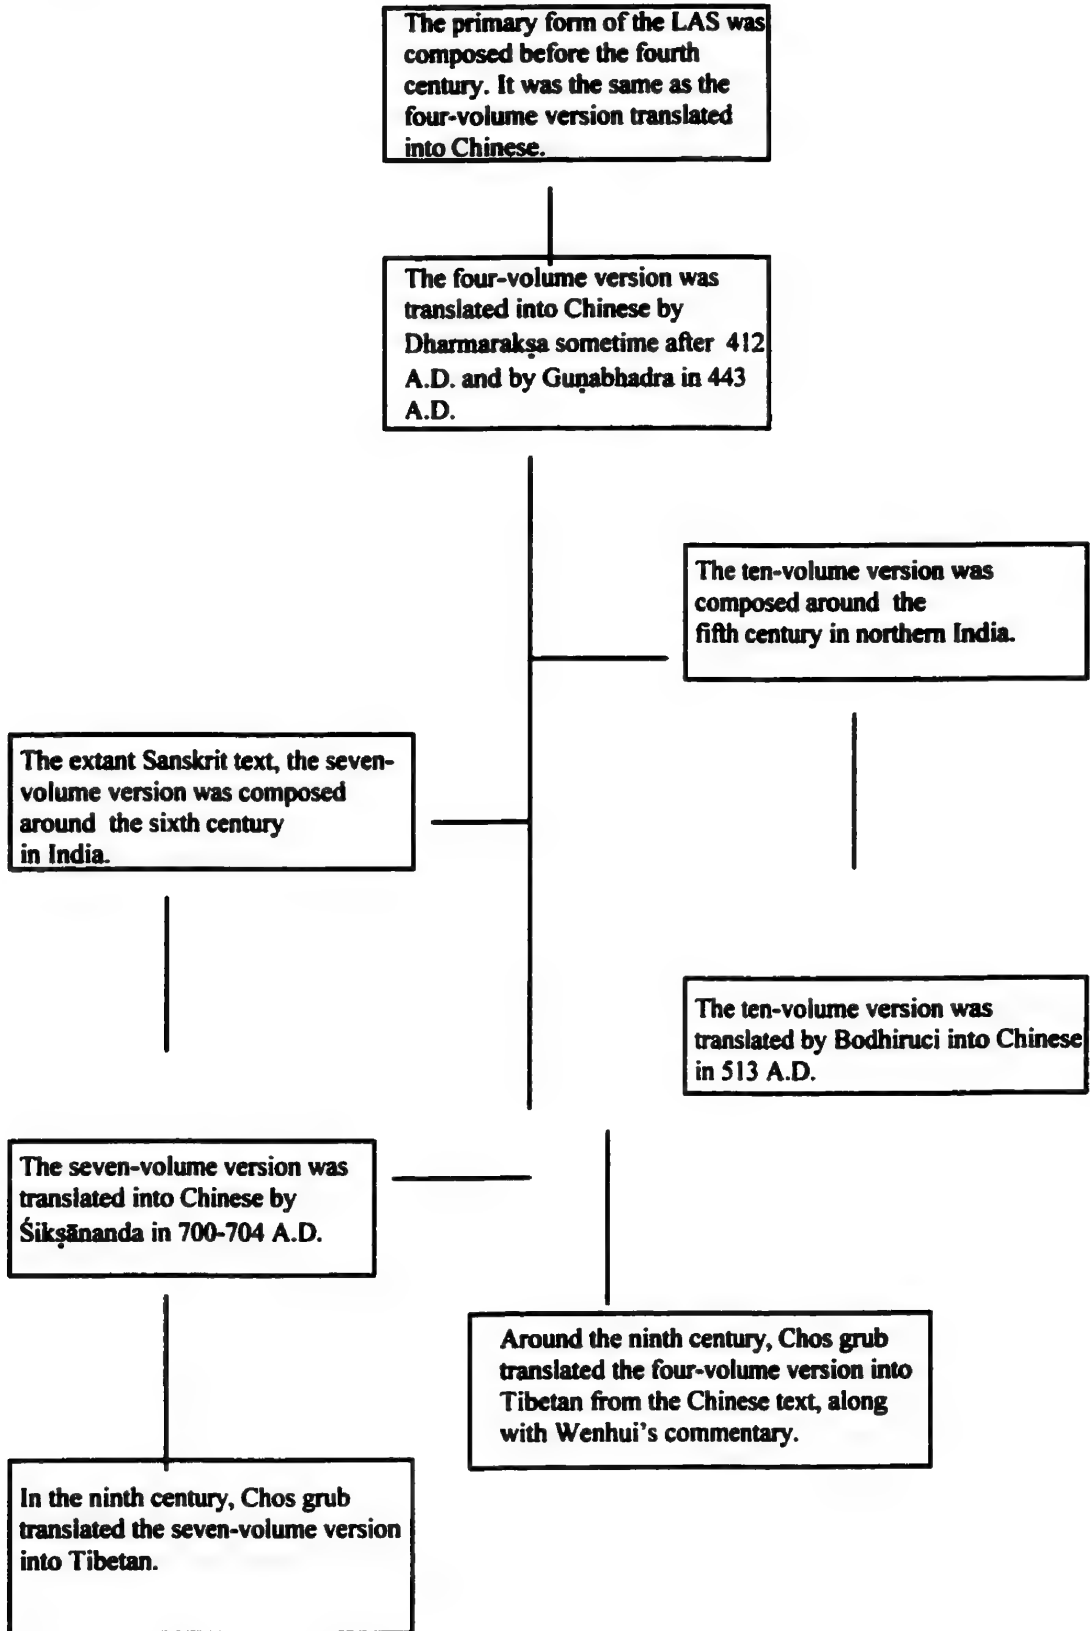 The primary form of the LAS was
composed before the fourth
century. It was the same as the
four-volume version translated
into Chinese.
The four-volume version was
translated into Chinese by
Dharmarakṣa sometime after 412
A.D. and by Guṇabhadra in 443
A.D.
The ten-volume version was
composed around the
fifth century in northern India.
The extant Sanskrit text, the seven-
volume version was composed
around the sixth century
in India.
The ten-volume version was
translated by Bodhiruci into Chinese
in 513 A.D.
The seven-volume version was
translated into Chinese by
Śikṣānanda in 700-704 A.D.
Around the ninth century, Chos grub
translated the four-volume version into
Tibetan from the Chinese text, along
with Wenhui's commentary.
In the ninth century, Chos grub
translated the seven-volume version
into Tibetan.